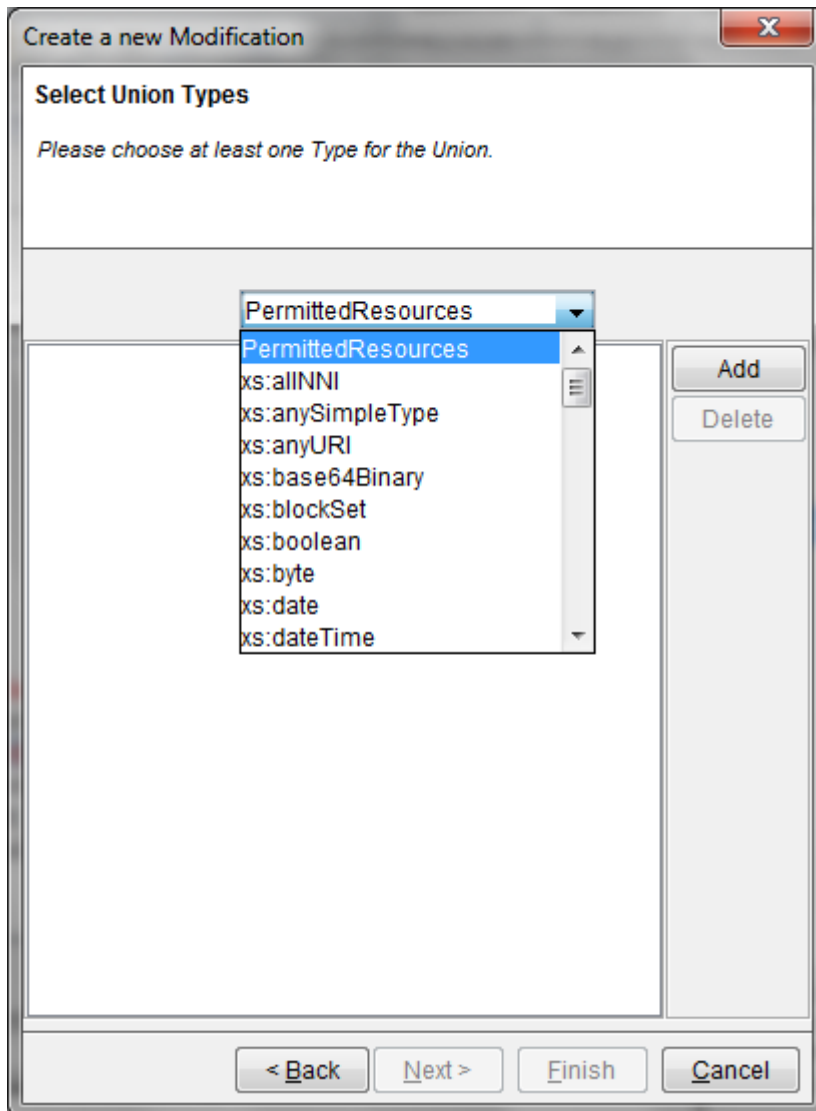 Create a new Modification
Select Union Types
Please choose at least one Type for the Union.
PermittedResources
PermittedResources
xs:allNNI
xs:anySimpleType
xs:anyURI
xs:base64Binary
xs:blockSet
xs:boolean
xs:byte
xs:date
xs:dateTime
Add
Delete
< Back
Next >
Finish
Cancel